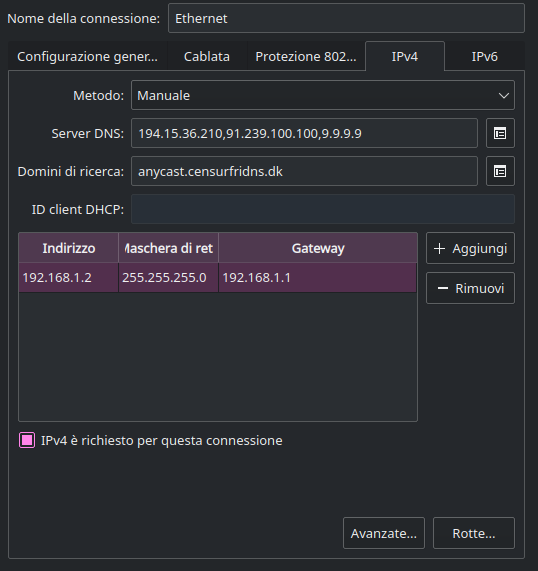 Nome della connessione: Ethernet
Configurazione gener... Cablata Protezione 802... IPv4 IPv6
Metodo: Manuale
Server DNS: 194.15.36.210,91.239.100.100,9.9.9.9
Domini di ricerca: anycast.censurfridns.dk
ID client DHCP:
Indirizzo Maschera di ret Gateway
192.168.1.2 255.255.255.0 192.168.1.1
+ Aggiungi
− Rimuovi
IPv4 è richiesto per questa connessione
Avanzate... Rotte...